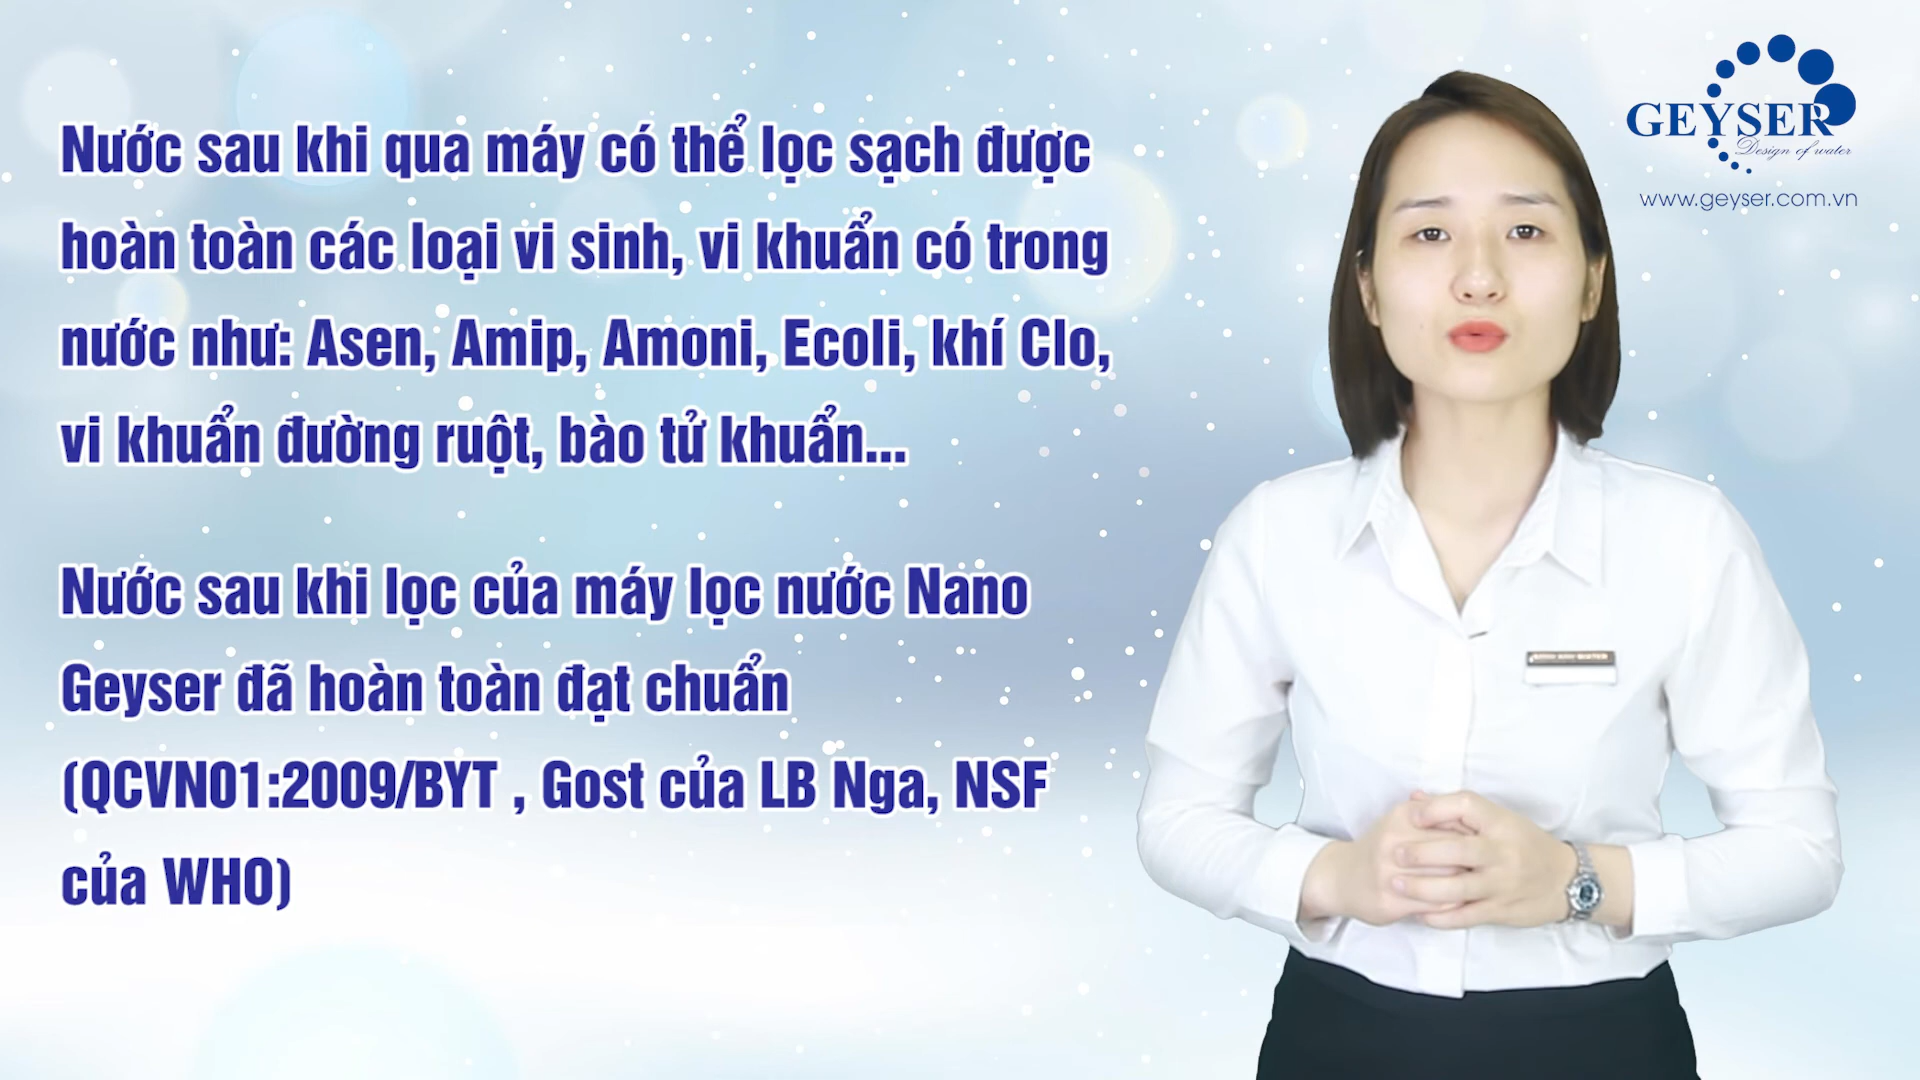 Nước sau khi qua máy có thể lọc sạch được
hoàn toàn các loại vi sinh, vi khuẩn có trong
nước như: Asen, Amip, Amoni, Ecoli, khí Clo,
vi khuẩn đường ruột, bào tử khuẩn...
Nước sau khi lọc của máy lọc nước Nano
Geyser đã hoàn toàn đạt chuẩn
(QCVN01:2009/BYT , Gost của LB Nga, NSF
của WHO)
GEYSER
Design of water
www.geyser.com.vn